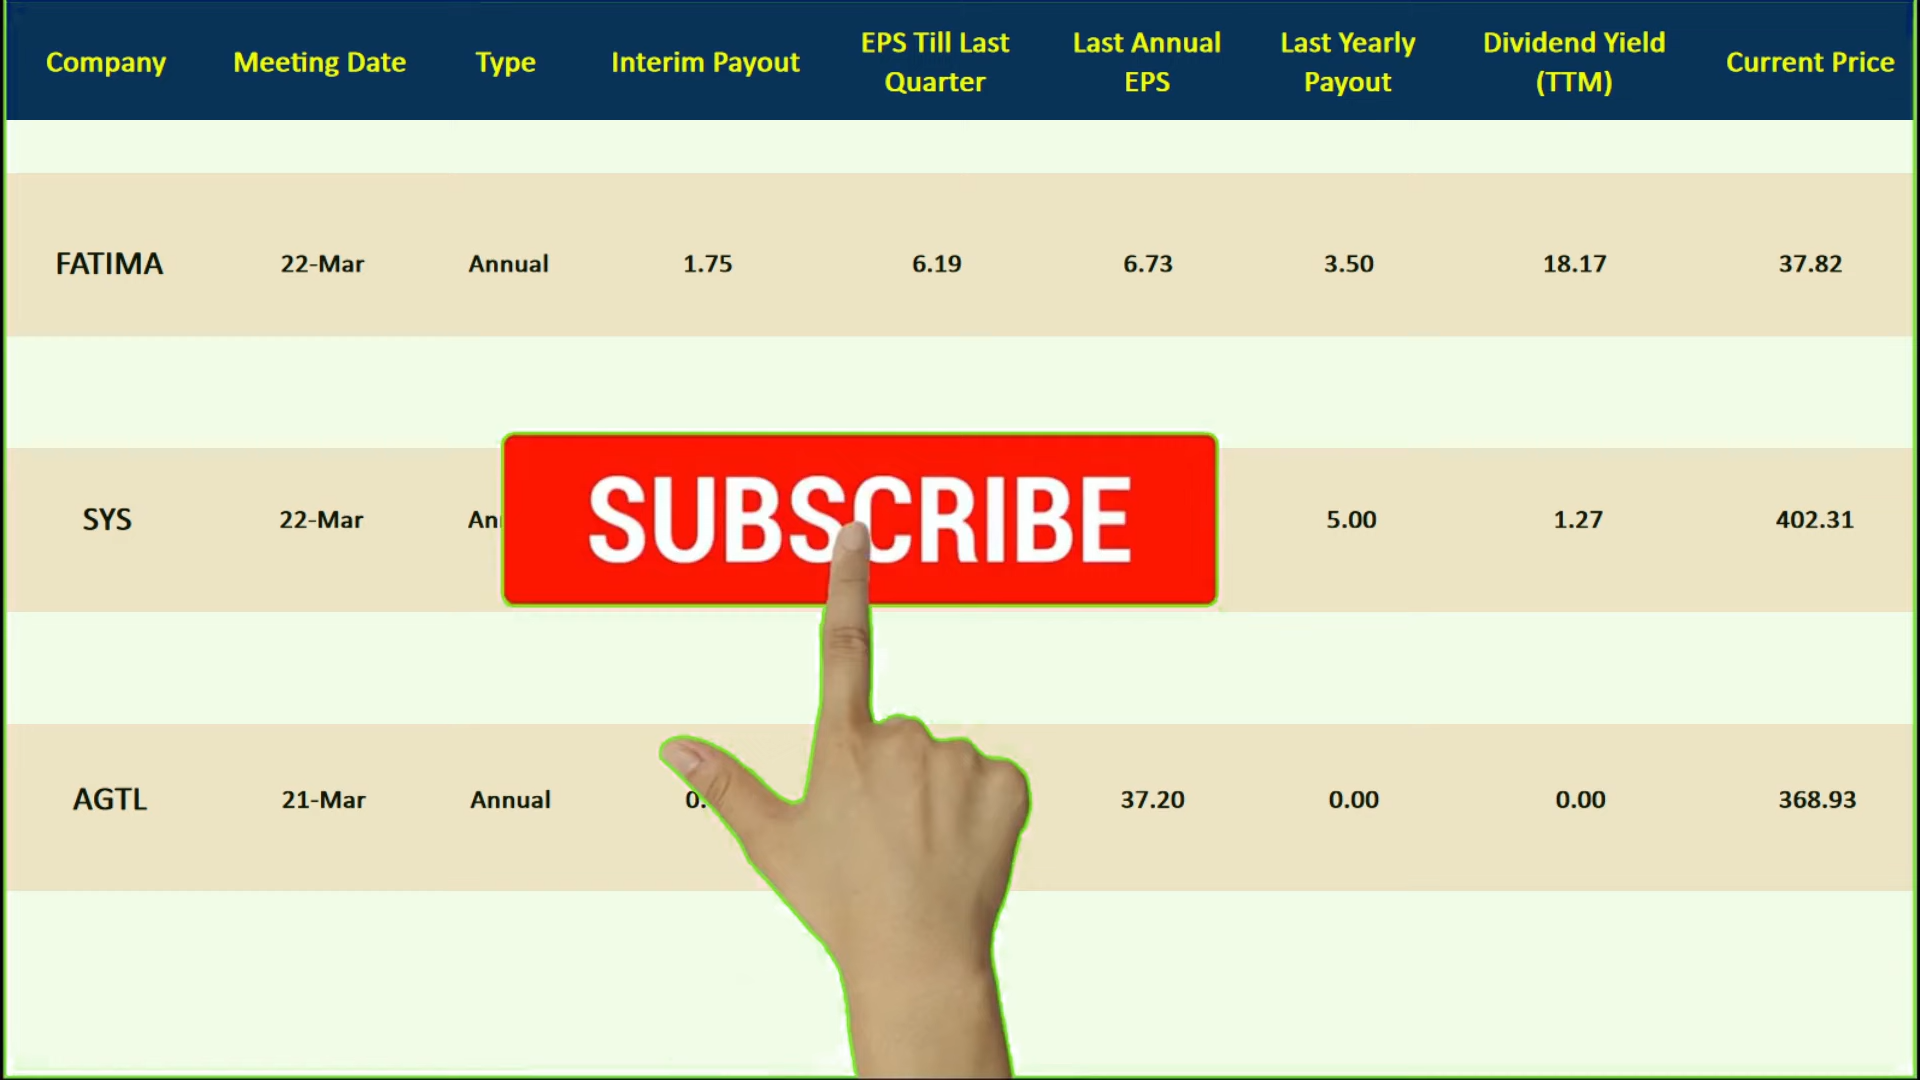 Company Meeting Date Type Interim Payout EPS Till Last Quarter Last Annual EPS Last Yearly Payout Dividend Yield (TTM) Current Price
FATIMA 22-Mar Annual 1.75 6.19 6.73 3.50 18.17 37.82
SYS 22-Mar SUBSCRIBE 5.00 1.27 402.31
AGTL 21-Mar Annual 37.20 0.00 0.00 368.93